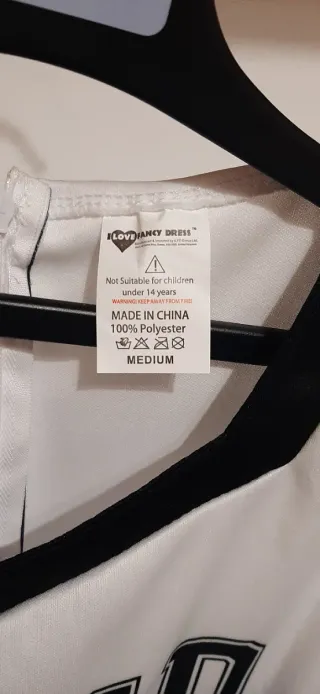 I LOVE FANCY DRESS™
Not Suitable for children
under 14 years
WARNING: KEEP AWAY FROM FIRE
MADE IN CHINA
100% Polyester
MEDIUM